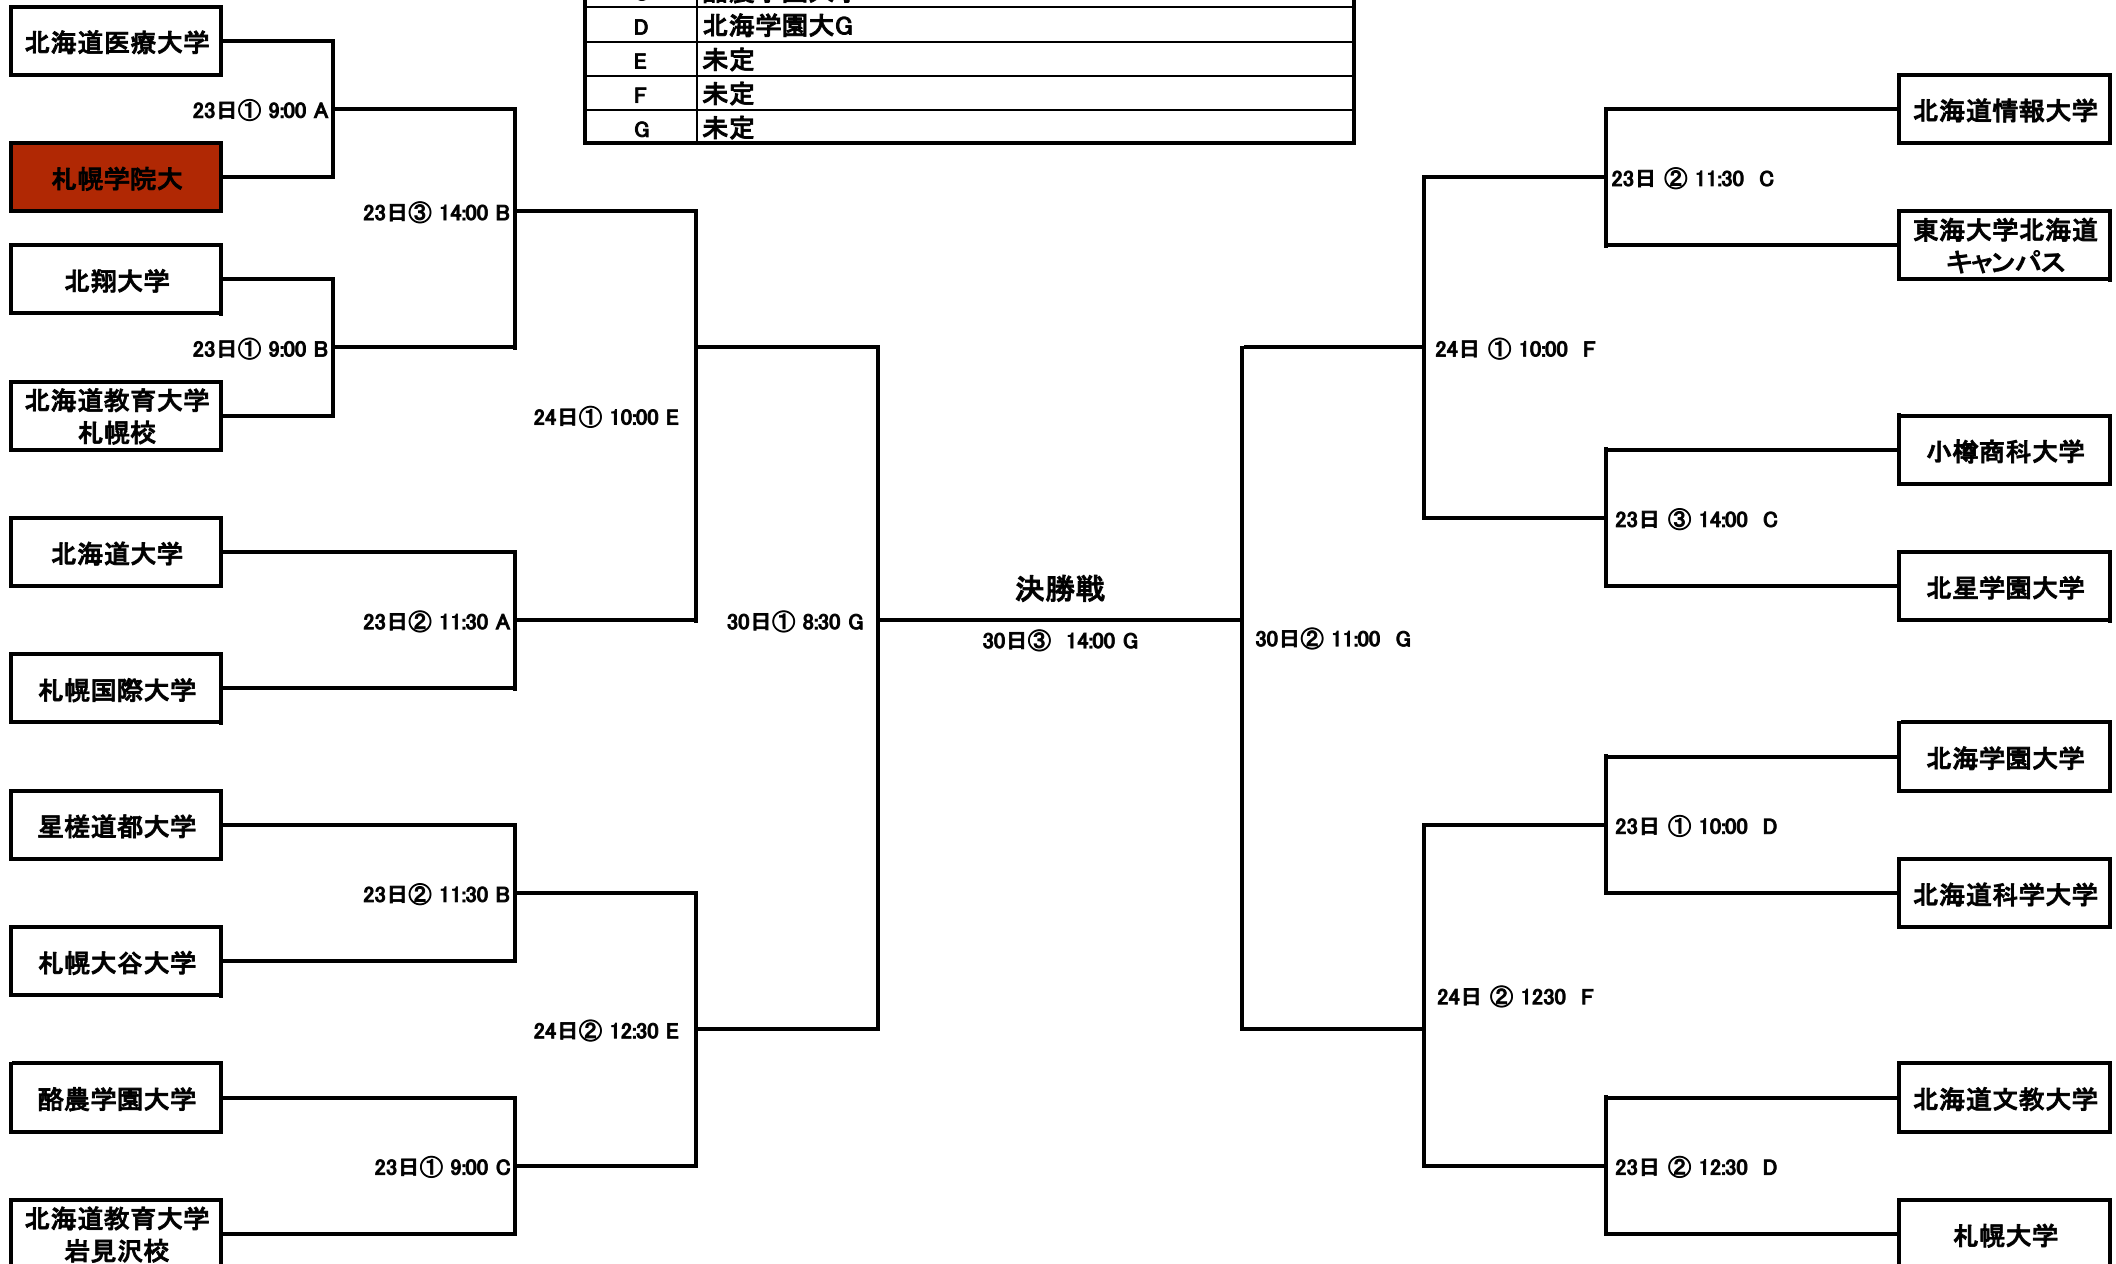 D 北海学園大G
E 未定
F 未定
G 未定
北海道医療大学
23日① 9:00 A
札幌学院大
23日③ 14:00 B
北翔大学
23日① 9:00 B
北海道教育大学
札幌校
24日① 10:00 E
北海道大学
23日② 11:30 A
札幌国際大学
30日① 8:30 G
星槎道都大学
23日② 11:30 B
札幌大谷大学
24日② 12:30 E
酪農学園大学
23日① 9:00 C
北海道教育大学
岩見沢校
決勝戦
30日③ 14:00 G
30日② 11:00 G
北海道情報大学
23日 ② 11:30 C
東海大学北海道
キャンパス
24日 ① 10:00 F
小樽商科大学
23日 ③ 14:00 C
北星学園大学
北海学園大学
23日 ① 10:00 D
北海道科学大学
24日 ② 1230 F
北海道文教大学
23日 ② 12:30 D
札幌大学